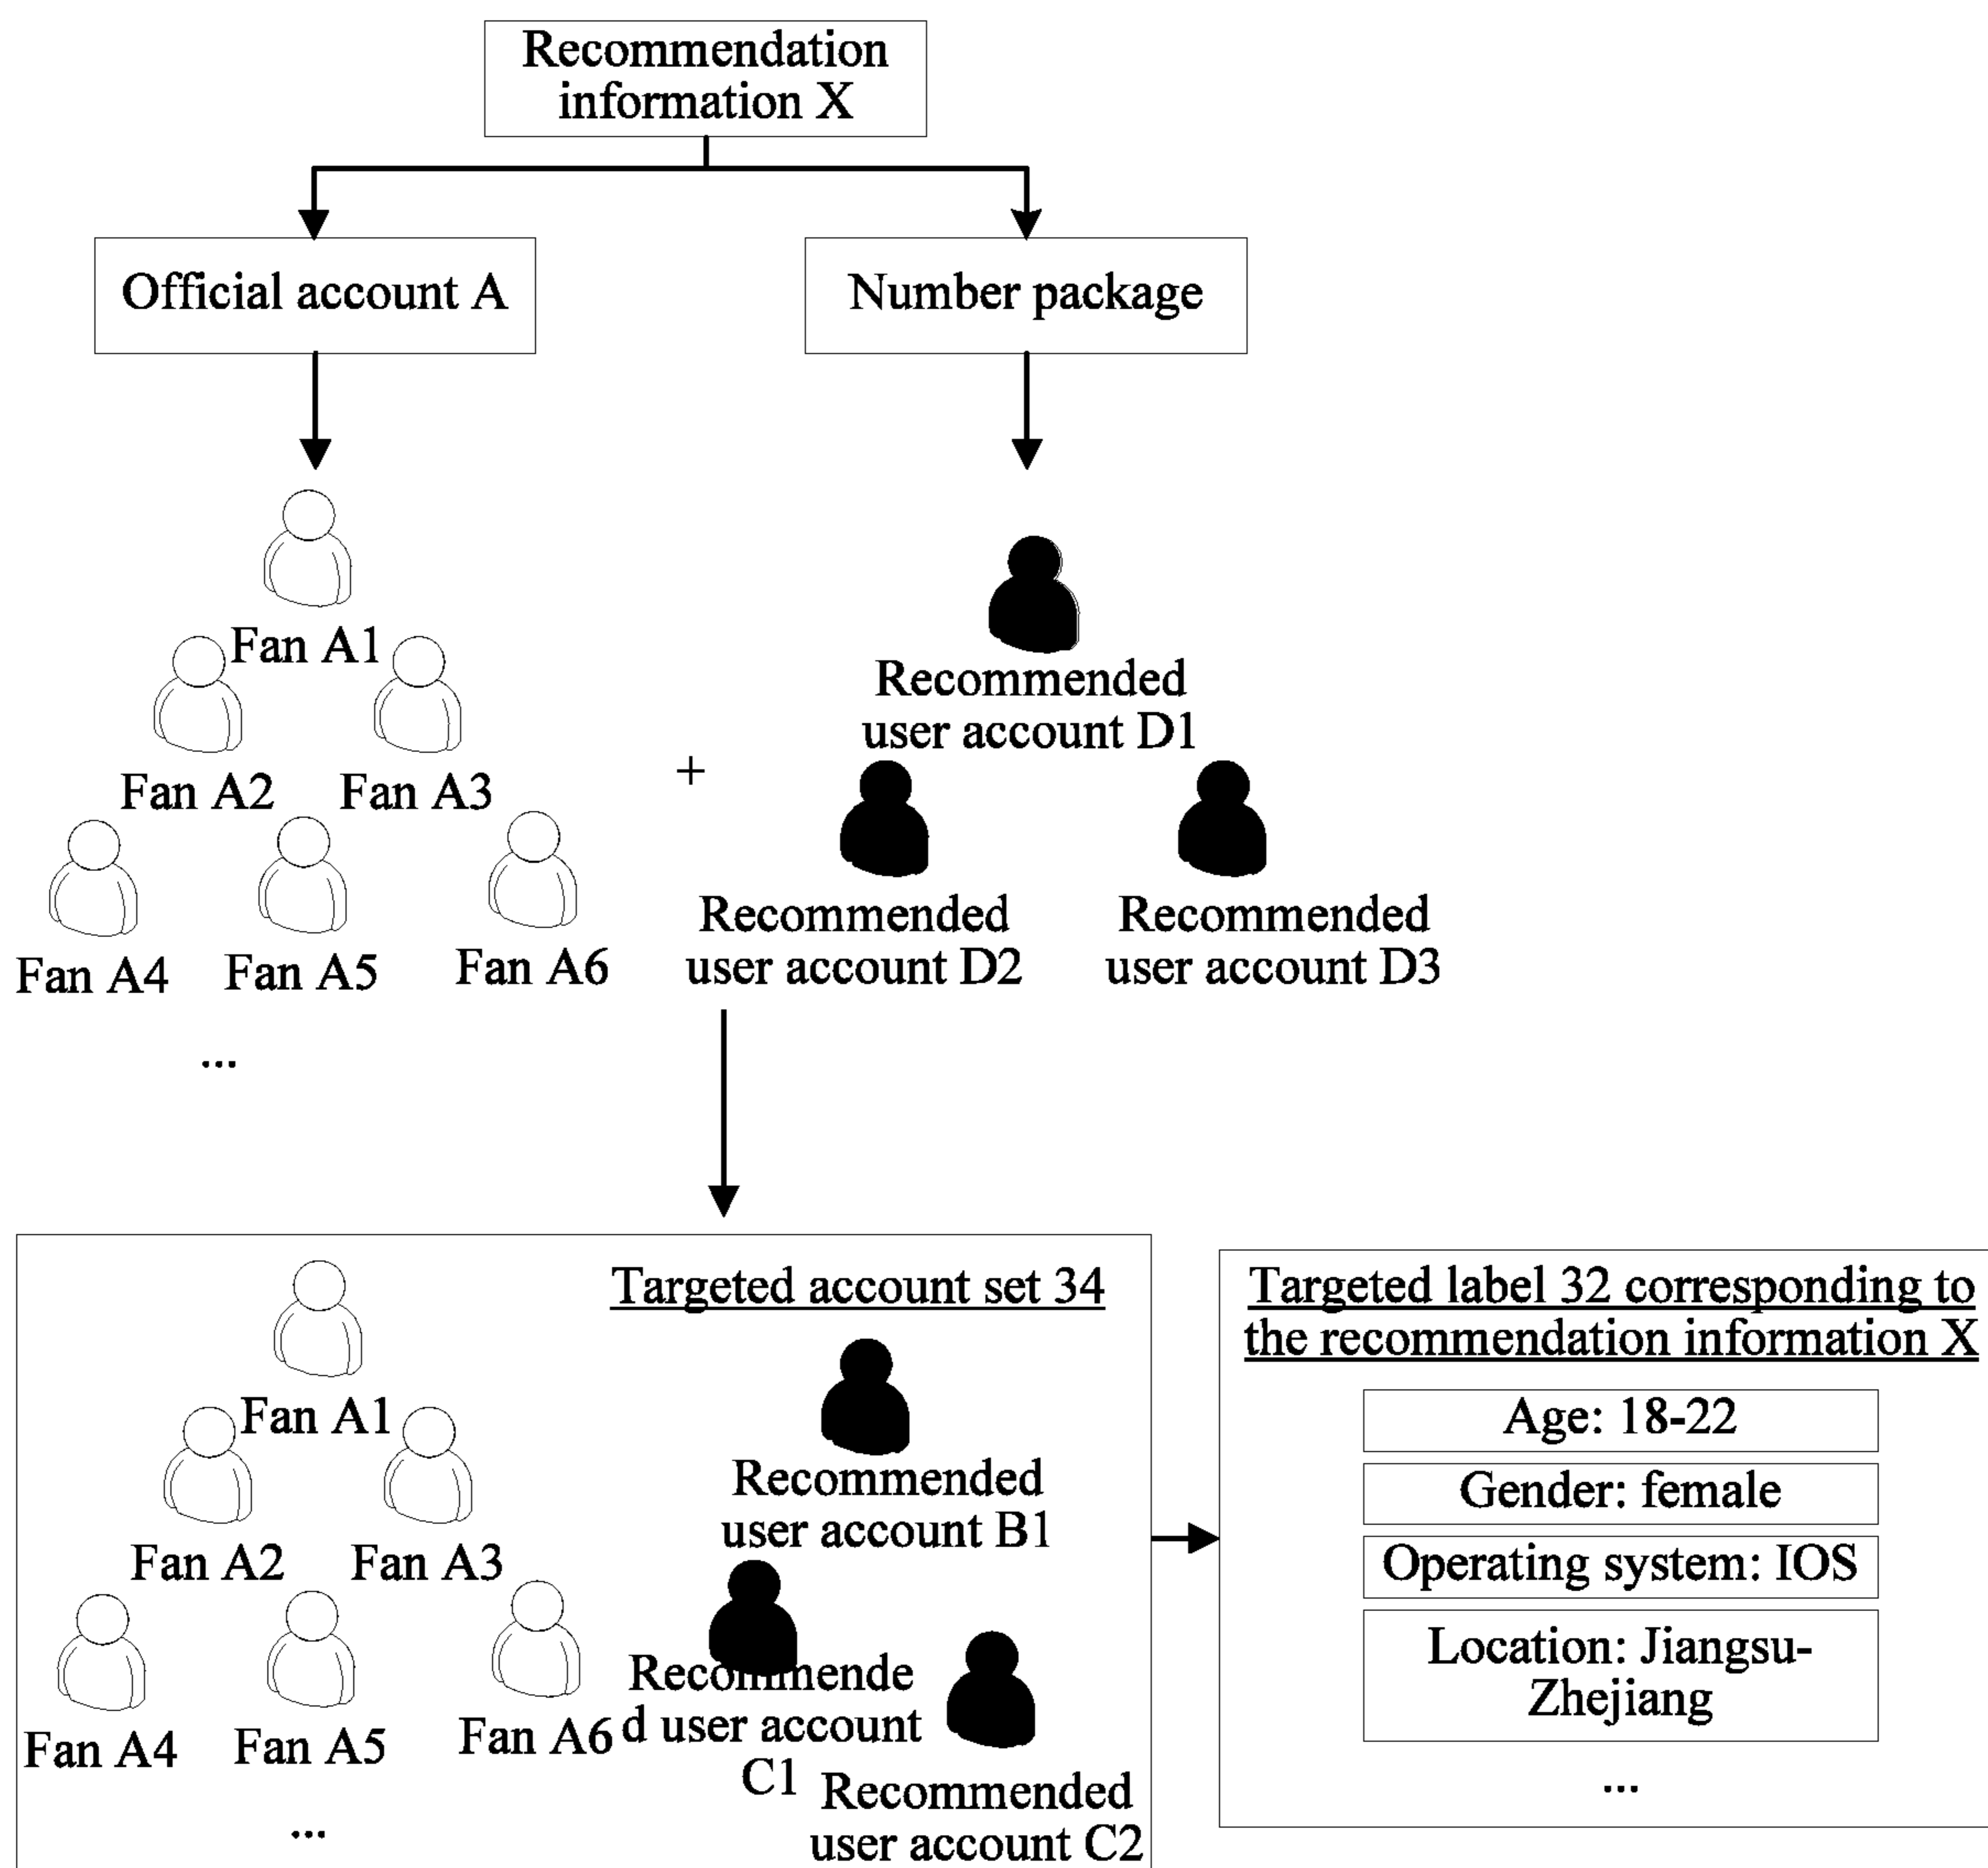 Recommendation
information X
Official account A
Number package
Fan A1
Fan A2
Fan A3
Fan A4
Fan A5
Fan A6
...
+
Recommended
user account D1
Recommended
user account D2
Recommended
user account D3
Targeted account set 34
Fan A1
Fan A2
Fan A3
Fan A4
Fan A5
Fan A6
...
Recommended
user account B1
Recommende
d user account
C1
Recommended
user account C2
Targeted label 32 corresponding to
the recommendation information X
Age: 18-22
Gender: female
Operating system: IOS
Location: Jiangsu-
Zhejiang
...